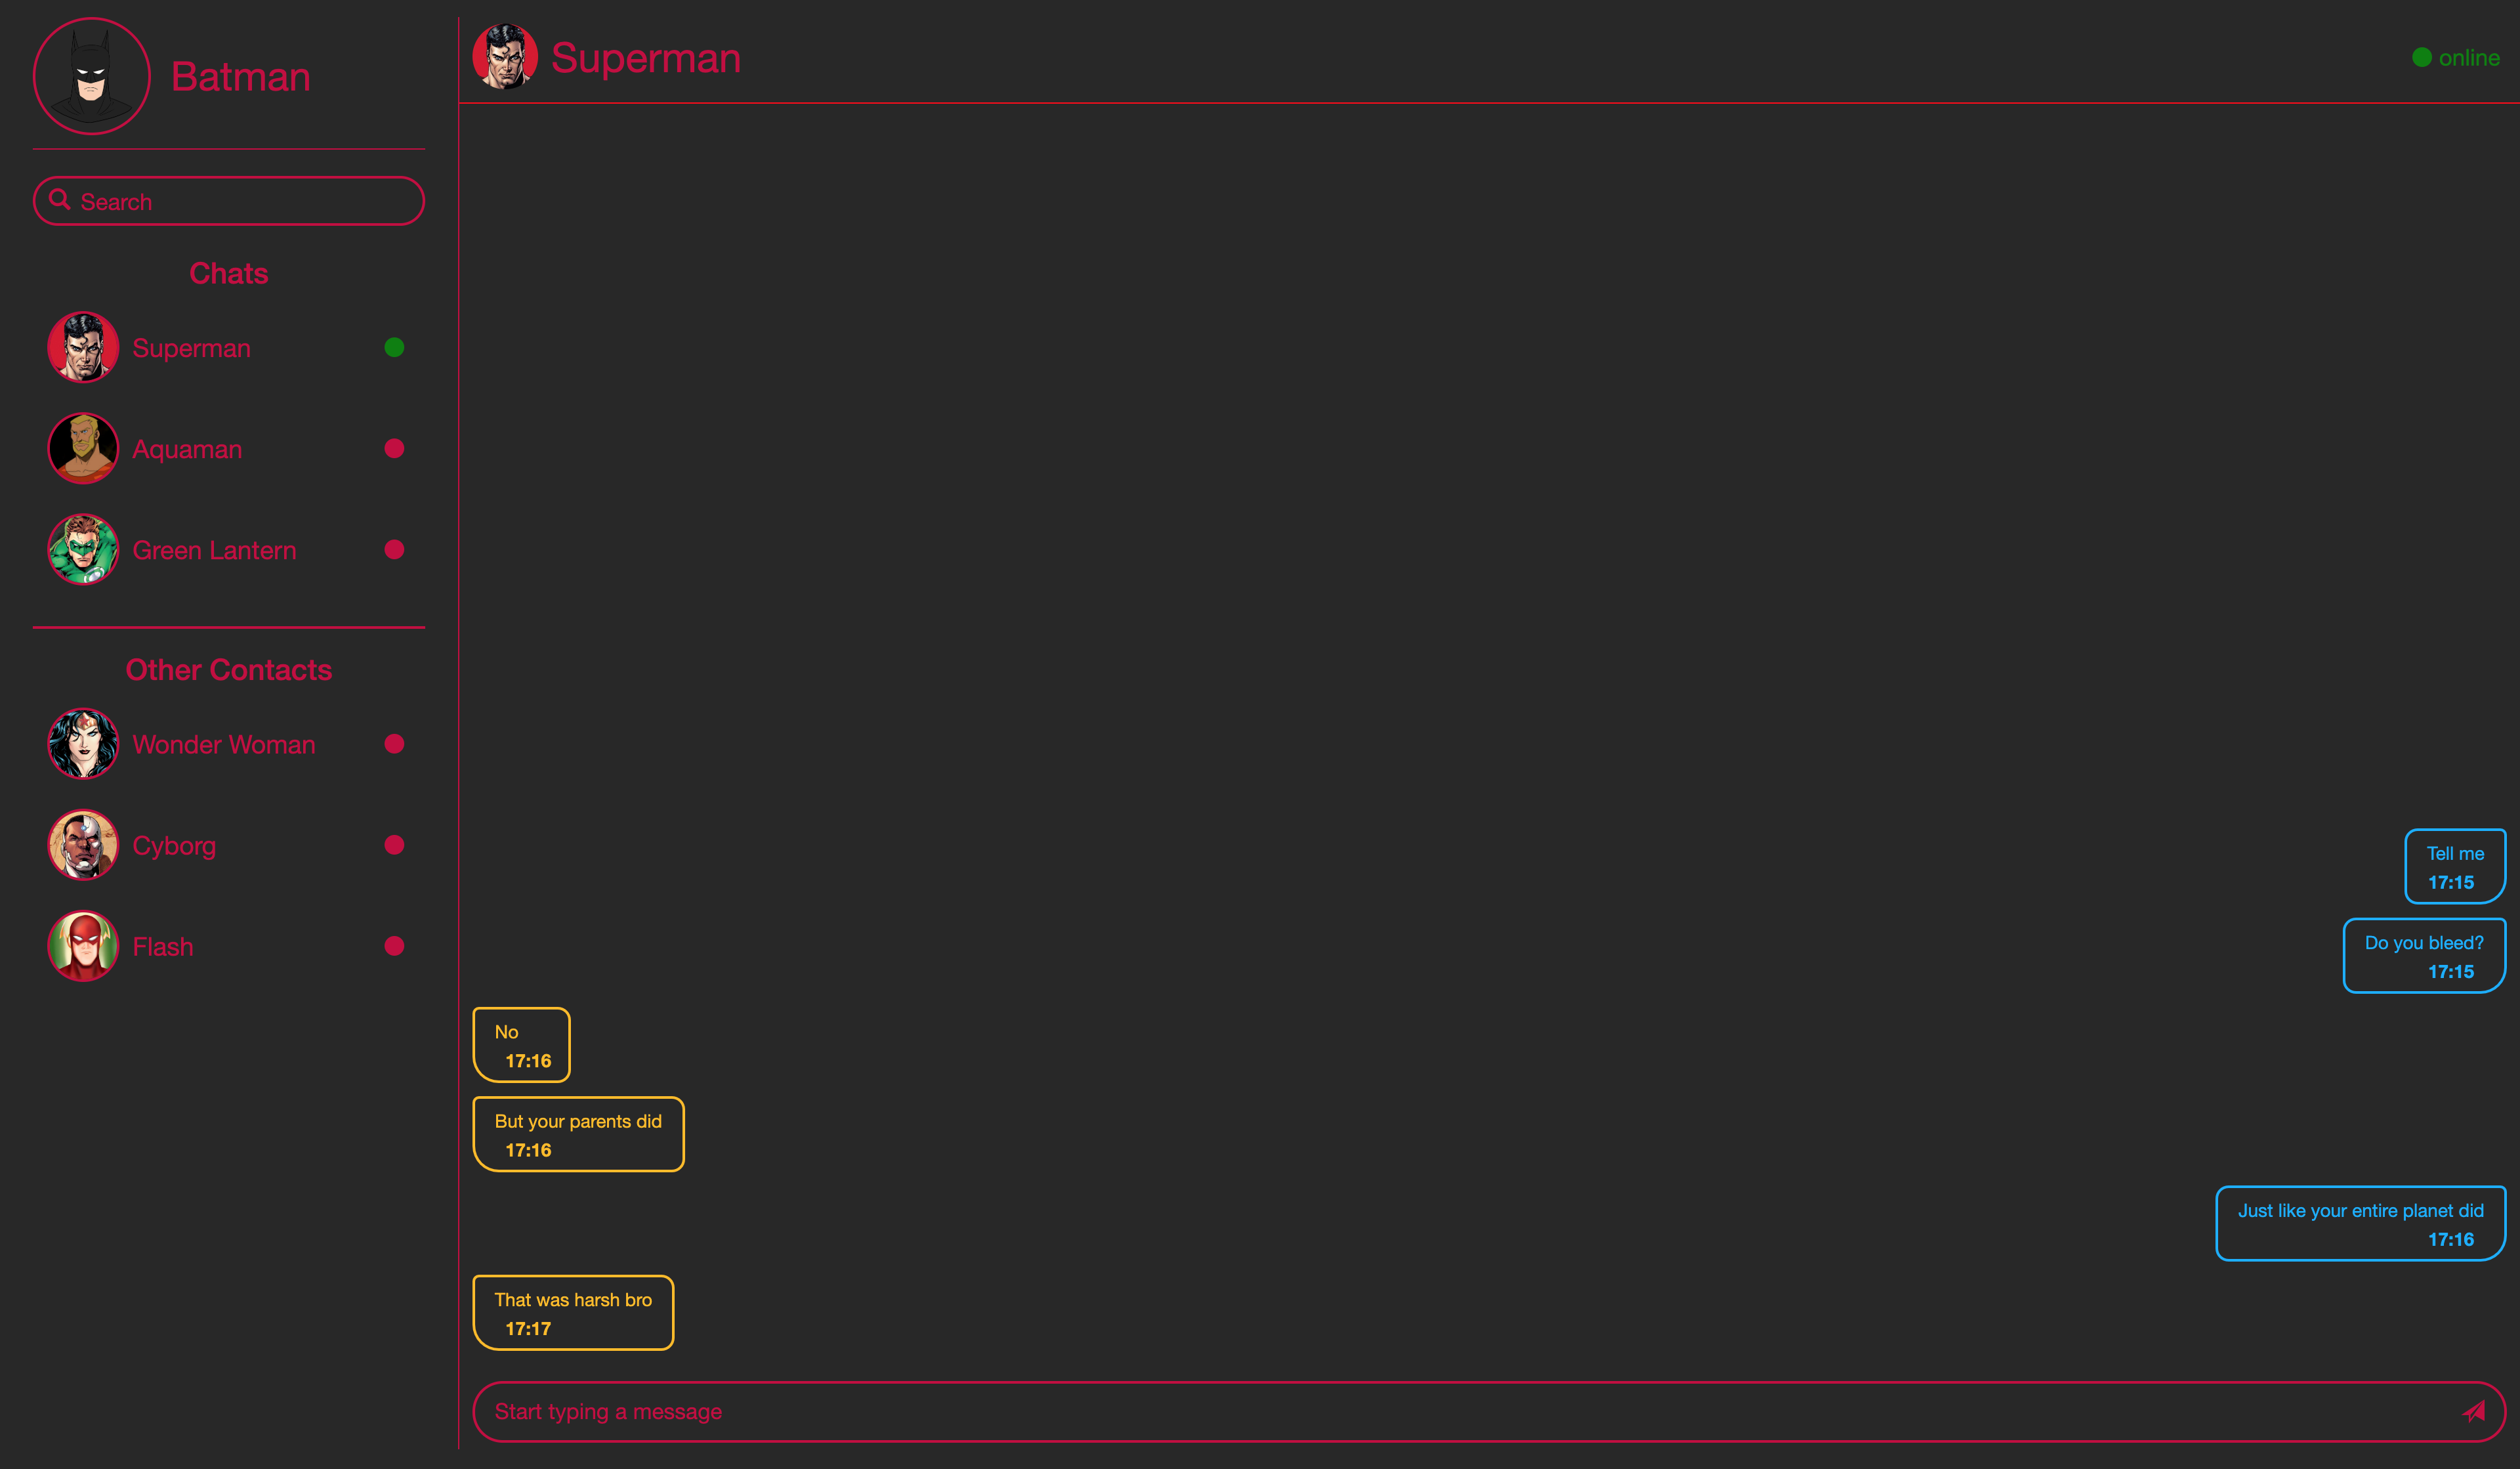 Batman
Search
Chats
Superman
Aquaman
Green Lantern
Other Contacts
Wonder Woman
Cyborg
Flash
Superman
online
Tell me
17:15
Do you bleed?
17:15
No
17:16
But your parents did
17:16
Just like your entire planet did
17:16
That was harsh bro
17:17
Start typing a message